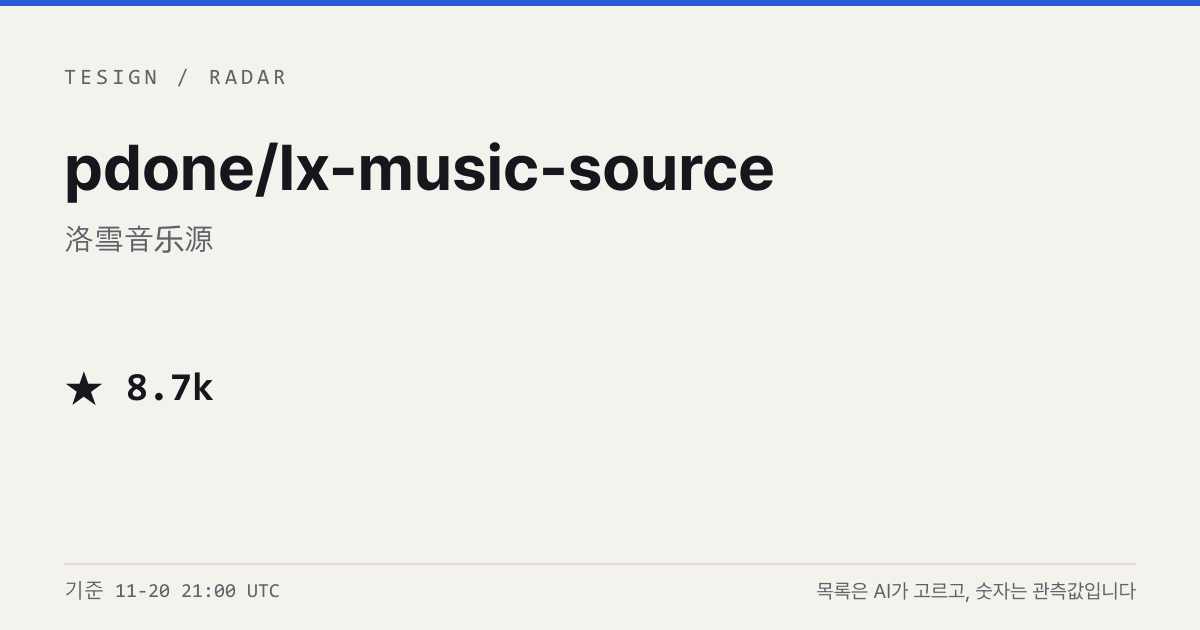 TESIGN / RADAR
pdone/lx-music-source
洛雪音乐源
★ 8.7k
기준 11-20 21:00 UTC
목록은 AI가 고르고, 숫자는 관측값입니다